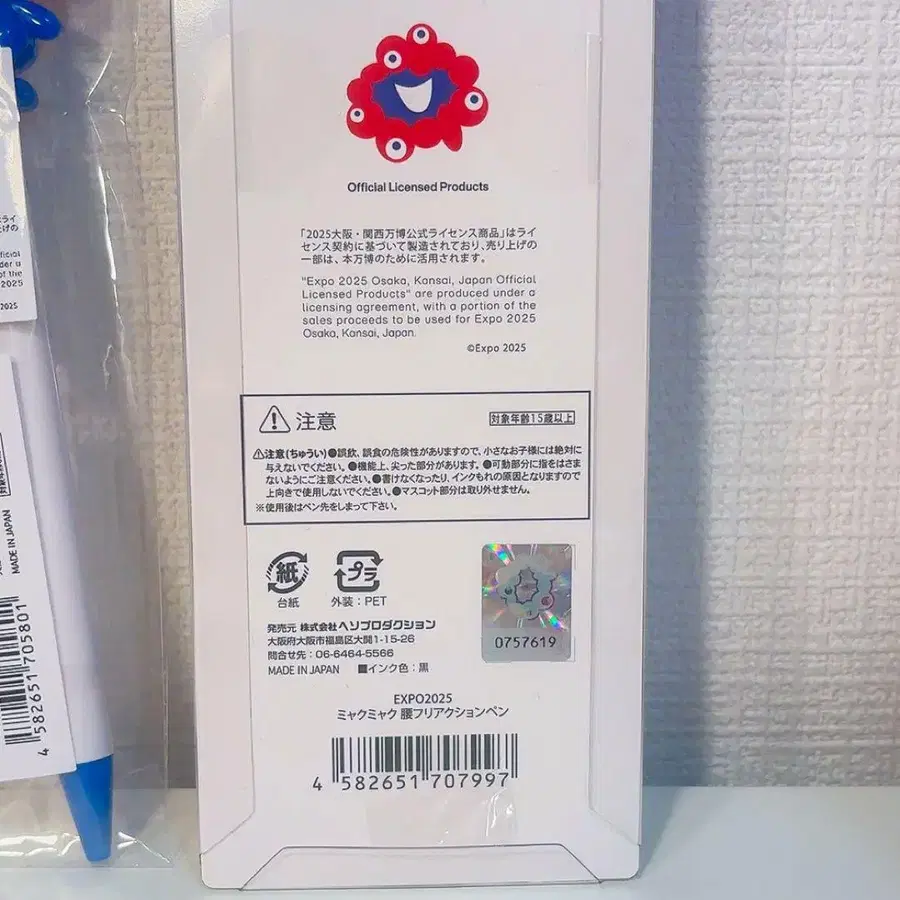 Official Licensed Products
「2025大阪・関西万博公式ライセンス商品」はライ
センス契約に基づいて製造されており、売り上げの
一部は、本万博のために活用されます。
"Expo 2025 Osaka, Kansai, Japan Official
Licensed Products" are produced under a
licensing agreement, with a portion of the
sales proceeds to be used for Expo 2025
Osaka, Kansai, Japan.
©Expo 2025
注意
対象年齢15歳以上
⚠注意(ちゅうい)●誤飲、誤食の危険性がありますので、小さなお子様には絶対に
与えないでください。●機能上、尖った部分があります。●可動部分に指をはさま
ないようにご注意ください。●書けなくなったり、インクもれの原因となりますので
上向きで使用しないでください。●マスコット部分は取り外せません。
※使用後はペン先をしまって下さい。
紙
プラ
台紙
外装：PET
発売元 株式会社ヘソプロダクション
大阪府大阪市福島区大開1-15-26
問合せ先：06-6464-5566
MADE IN JAPAN ■インク色：黒
0757619
EXPO2025
ミャクミャク 腰フリアクションペン
4 582651 707997
ライ
上げの
ficial
der a
of the
2025
2025
MADE IN JAPAN
4 582651 705801